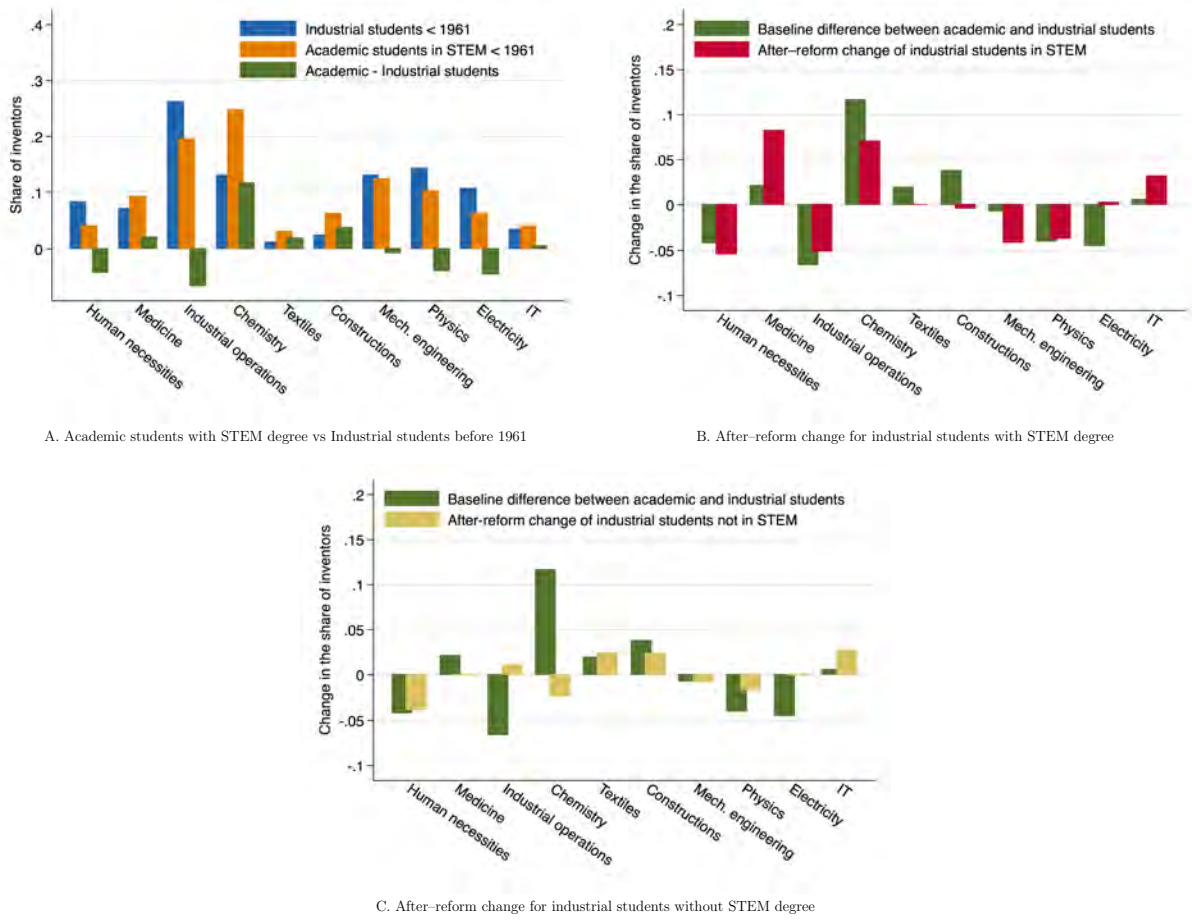 .4
.3
.2
.1
0
Share of inventors
Industrial students < 1961
Academic students in STEM < 1961
Academic - Industrial students
Human necessities
Medicine
Industrial operations
Chemistry
Textiles
Constructions
Mech. engineering
Physics
Electricity
IT
A. Academic students with STEM degree vs Industrial students before 1961
.2
.15
.1
.05
0
-.05
-.1
Change in the share of inventors
Baseline difference between academic and industrial students
After–reform change of industrial students in STEM
Human necessities
Medicine
Industrial operations
Chemistry
Textiles
Constructions
Mech. engineering
Physics
Electricity
IT
B. After–reform change for industrial students with STEM degree
.2
.15
.1
.05
0
-.05
-.1
Change in the share of inventors
Baseline difference between academic and industrial students
After-reform change of industrial students not in STEM
Human necessities
Medicine
Industrial operations
Chemistry
Textiles
Constructions
Mech. engineering
Physics
Electricity
IT
C. After–reform change for industrial students without STEM degree